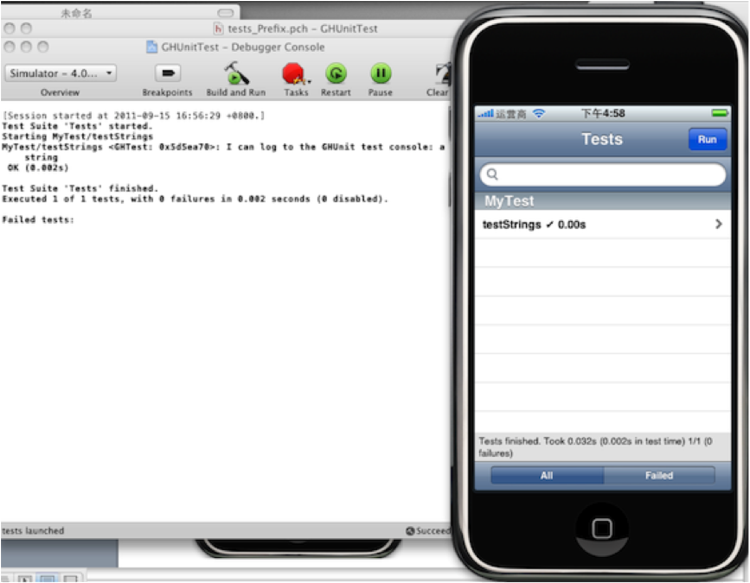 未命名
tests_Prefix.pch – GHUnitTest
GHUnitTest – Debugger Console
Simulator – 4.0...
Overview
Breakpoints
Build and Run
Tasks
Restart
Pause
Clear
[Session started at 2011-09-15 16:56:29 +0800.]
Test Suite 'Tests' started.
Starting MyTest/testStrings
MyTest/testStrings <GHTest: 0x5d5ea70>: I can log to the GHUnit test console: a
string
OK (0.002s)
Test Suite 'Tests' finished.
Executed 1 of 1 tests, with 0 failures in 0.002 seconds (0 disabled).
Failed tests:
tests launched
Succeed
运营商
下午4:58
Tests
Run
MyTest
testStrings ✓ 0.00s
Tests finished. Took 0.032s (0.002s in test time) 1/1 (0
failures)
All
Failed